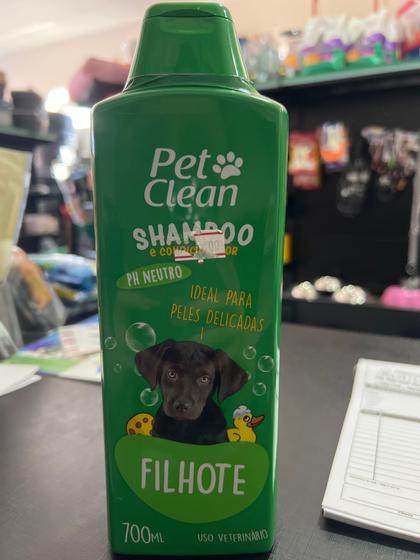 Pet
Clean
SHAMPOO
PH NEUTRO
IDEAL PARA
PELES DELICADAS
FILHOTE
700ML
USO VETERINÁRIO